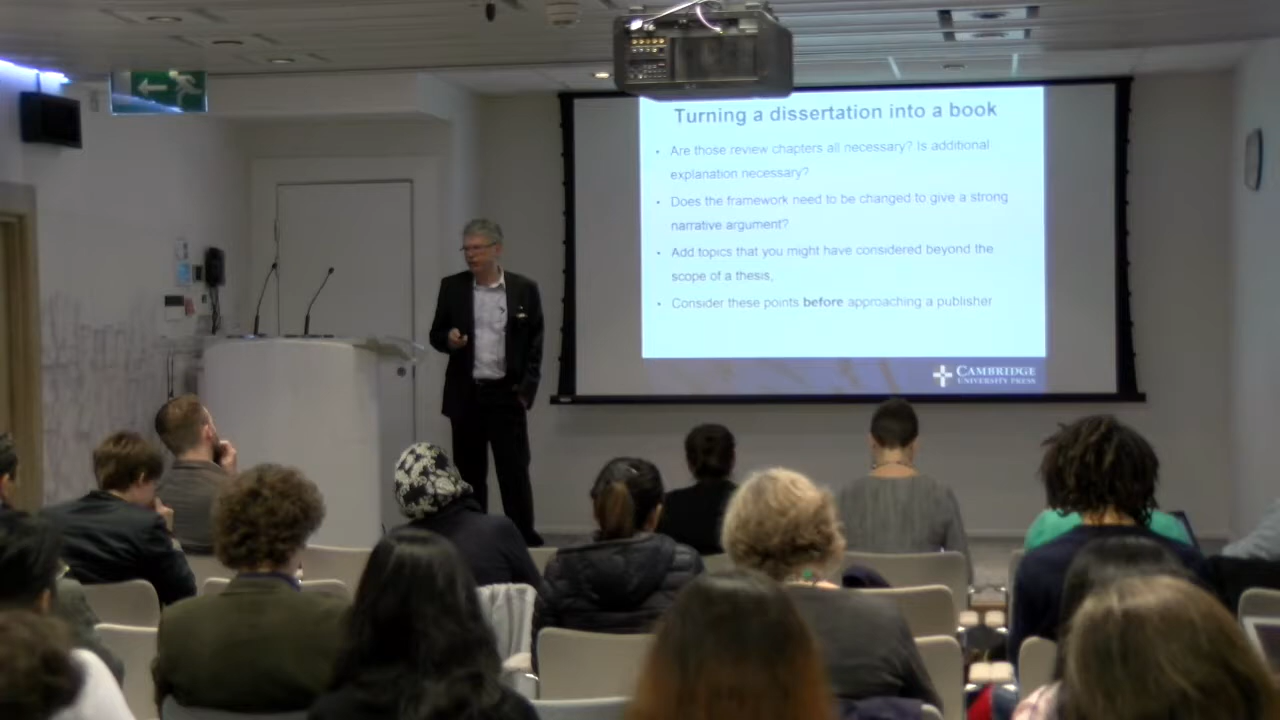 Turning a dissertation into a book
• Are those review chapters all necessary? Is additional
explanation necessary?
• Does the framework need to be changed to give a strong
narrative argument?
• Add topics that you might have considered beyond the
scope of a thesis,
• Consider these points before approaching a publisher
CAMBRIDGE
UNIVERSITY PRESS